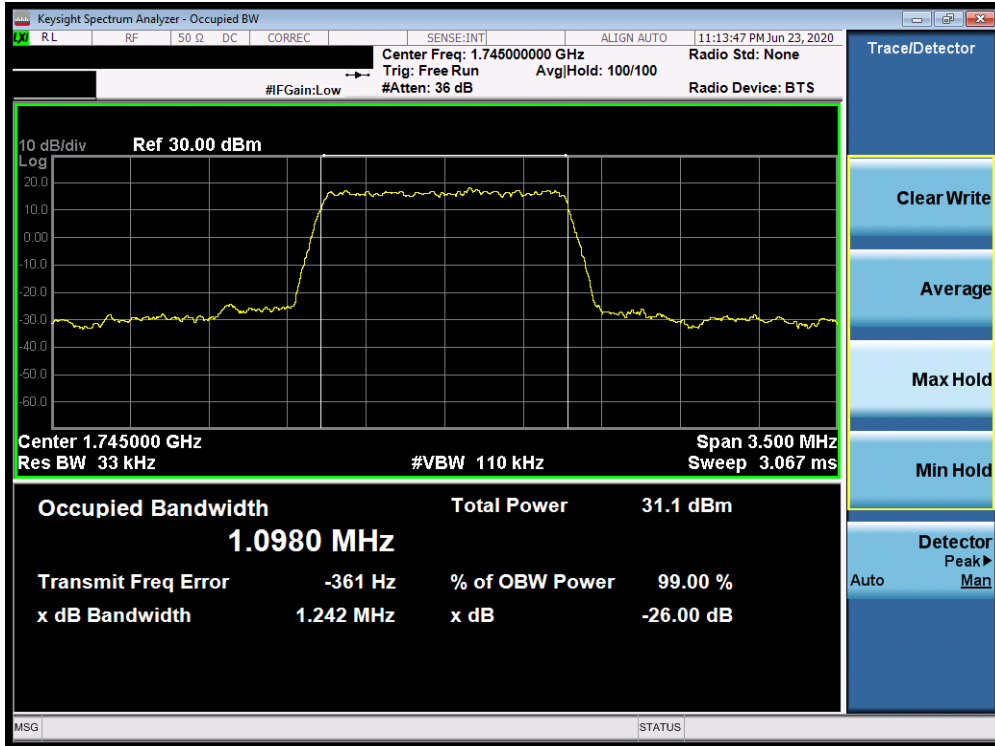 Keysight Spectrum Analyzer - Occupied BW
LXI RL RF 50 Ω DC CORREC SENSE:INT ALIGN AUTO 11:13:47 PM Jun 23, 2020
Center Freq: 1.745000000 GHz Radio Std: None
Trig: Free Run Avg|Hold: 100/100
#IFGain:Low #Atten: 36 dB Radio Device: BTS
Trace/Detector
10 dB/div Ref 30.00 dBm
Log
20.0
10.0
0.00
-10.0
-20.0
-30.0
-40.0
-50.0
-60.0
Center 1.745000 GHz Span 3.500 MHz
Res BW 33 kHz #VBW 110 kHz Sweep 3.067 ms
Occupied Bandwidth Total Power 31.1 dBm
1.0980 MHz
Transmit Freq Error -361 Hz % of OBW Power 99.00 %
x dB Bandwidth 1.242 MHz x dB -26.00 dB
Clear Write
Average
Max Hold
Min Hold
Detector
Peak▶
Auto Man
MSG STATUS